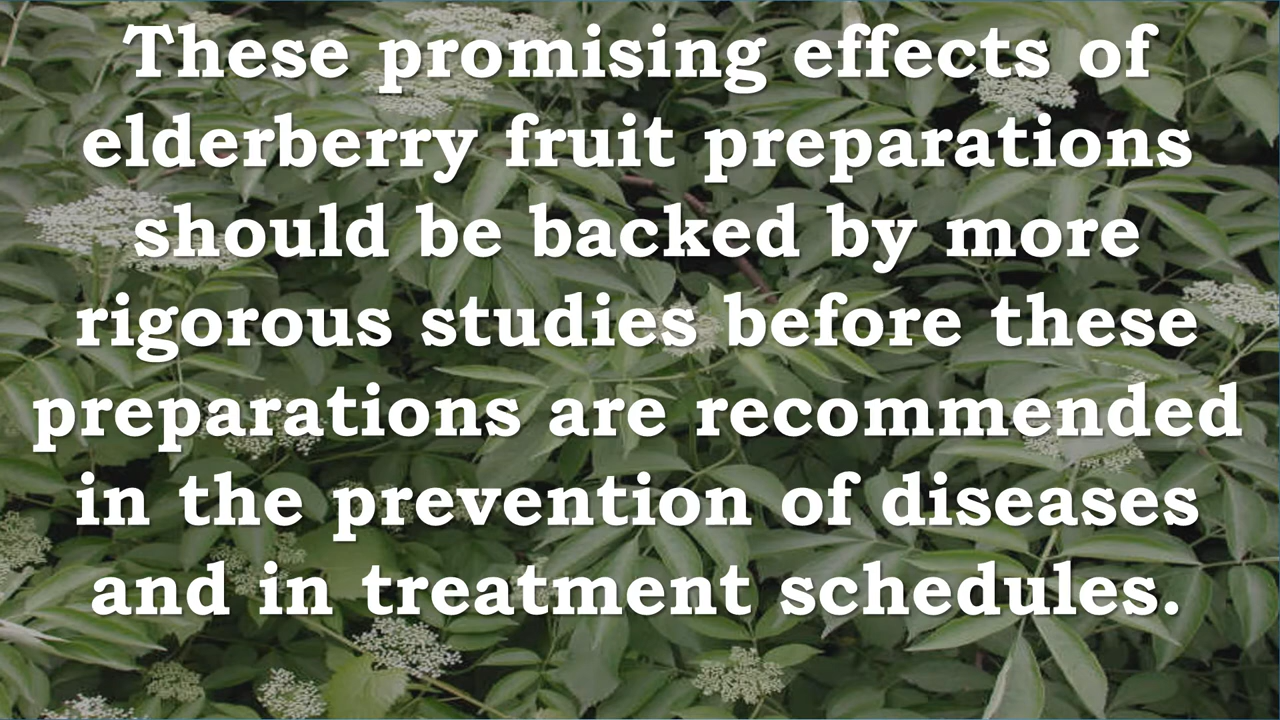 These promising effects of
elderberry fruit preparations
should be backed by more
rigorous studies before these
preparations are recommended
in the prevention of diseases
and in treatment schedules.